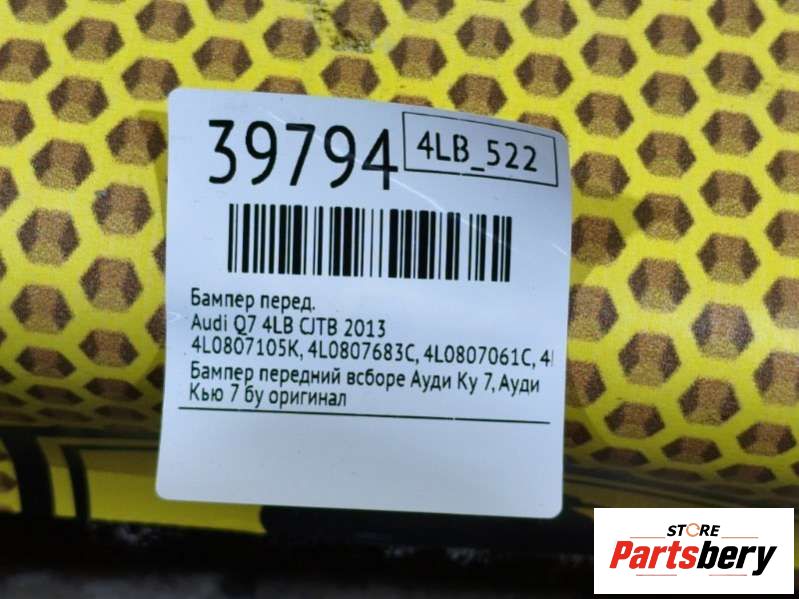 39794
4LB_522
Бампер перед.
Audi Q7 4LB CJTB 2013
4L0807105K, 4L0807683C, 4L0807061C,
Бампер передний всборе Ауди Ку 7, Ауди
Кью 7 бу оригинал
STORE
Partsbery